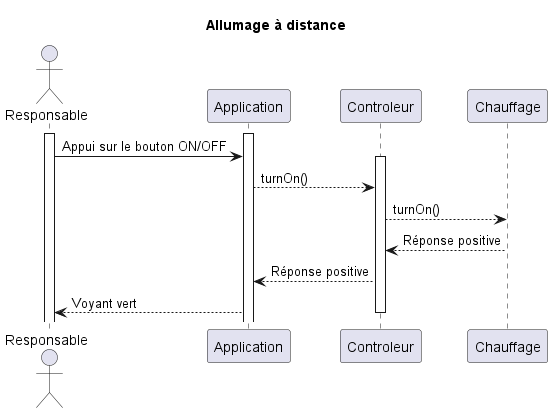 Allumage à distance
Responsable
Application
Controleur
Chauffage
Appui sur le bouton ON/OFF
turnOn()
turnOn()
Réponse positive
Réponse positive
Voyant vert
Responsable
Application
Controleur
Chauffage